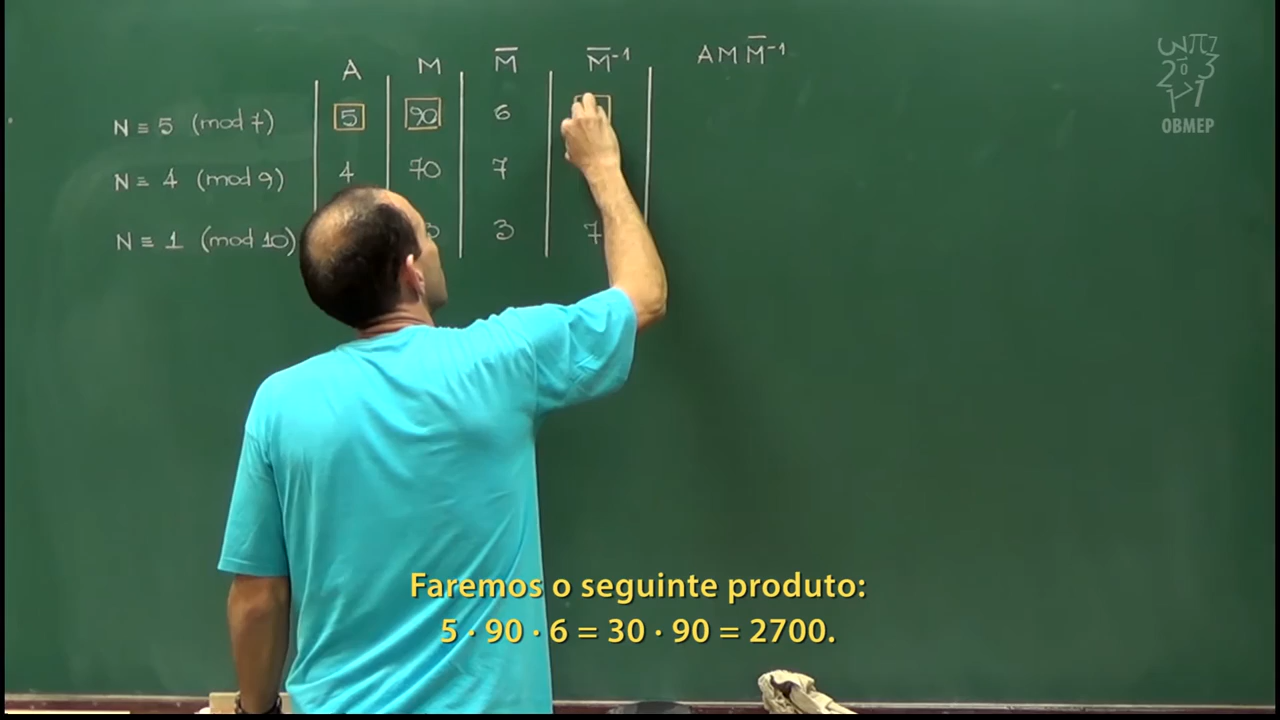 A M M̅ M̅⁻¹ A M M̅⁻¹
N ≡ 5 (mod 7) 5 90 6
N ≡ 4 (mod 9) 4 70 7
N ≡ 1 (mod 10) 3 7
OBMEP
Faremos o seguinte produto:
5 · 90 · 6 = 30 · 90 = 2700.